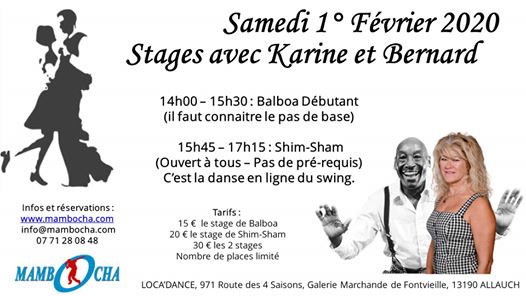 Samedi 1° Février 2020
Stages avec Karine et Bernard
14h00 – 15h30 : Balboa Débutant
(il faut connaitre le pas de base)
15h45 – 17h15 : Shim-Sham
(Ouvert à tous – Pas de pré-requis)
C'est la danse en ligne du swing.
Infos et réservations :
www.mambocha.com
info@mambocha.com
07 71 28 08 48
Tarifs :
15 € le stage de Balboa
20 € le stage de Shim-Sham
30 € les 2 stages
Nombre de places limité
MAMBOCHA
LOCA'DANCE, 971 Route des 4 Saisons, Galerie Marchande de Fontvieille, 13190 ALLAUCH